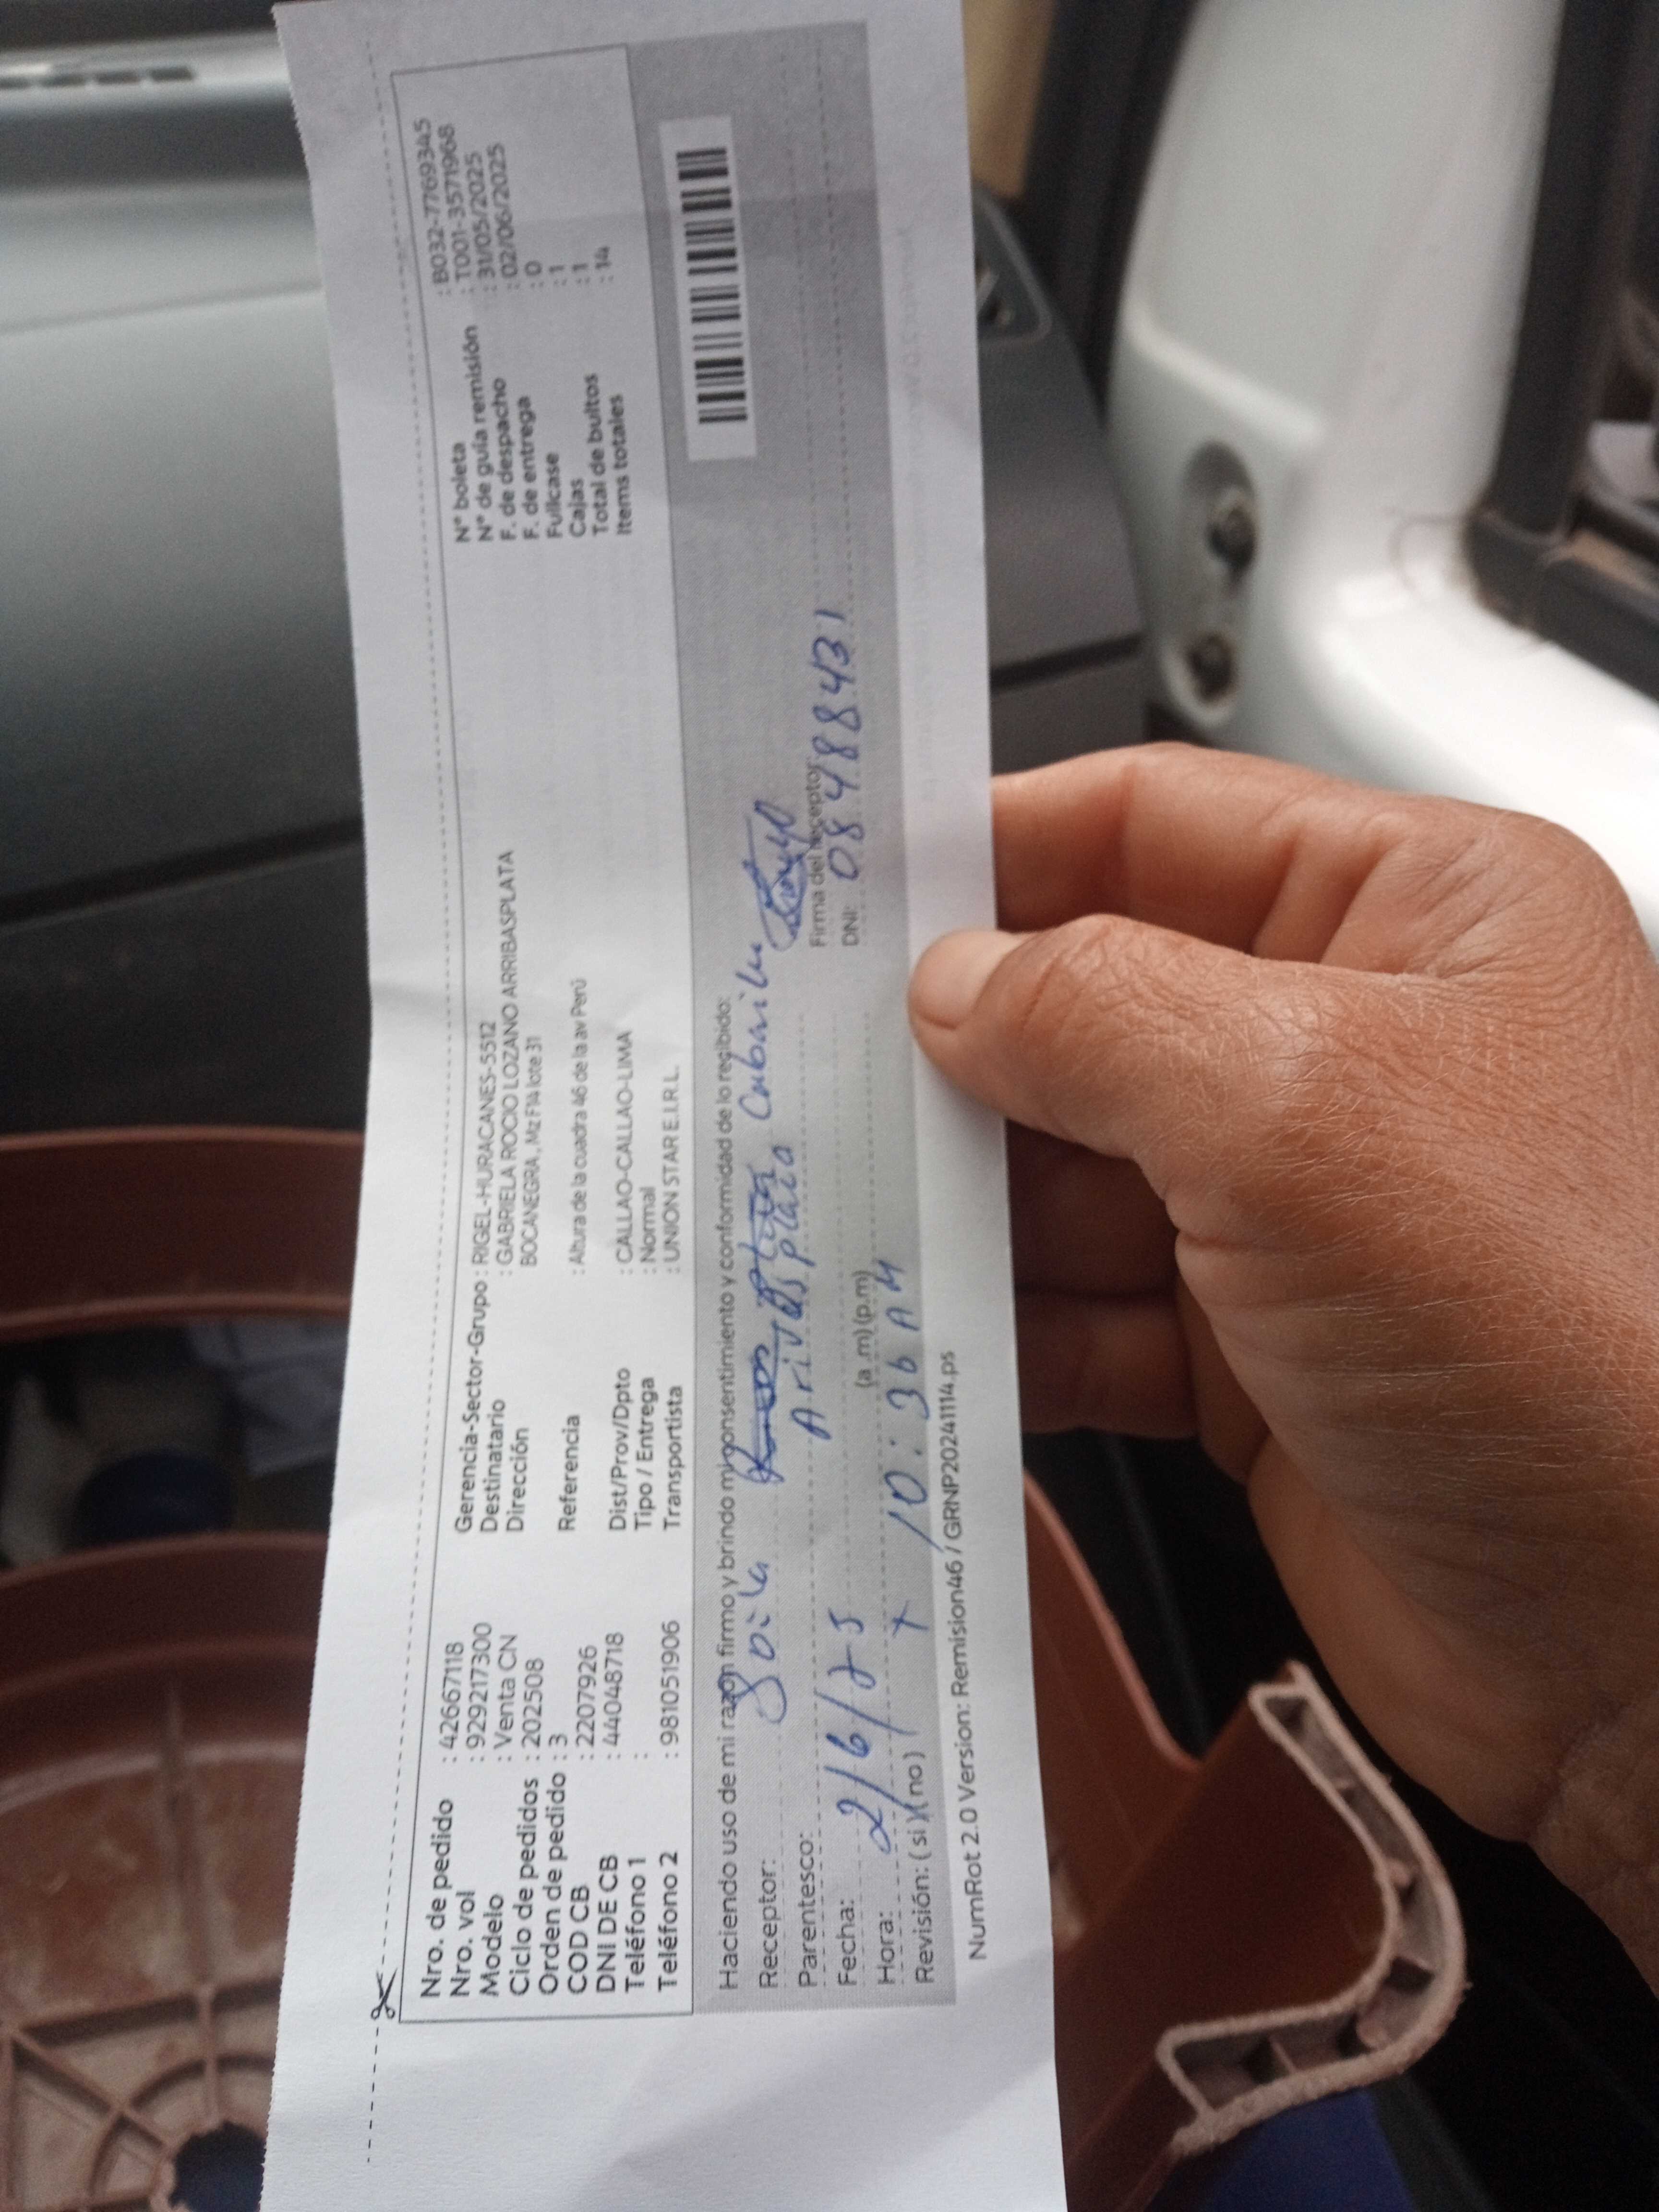 Nro. de pedido : 42667118
Nro. vol : 929217300
Modelo : Venta CN
Ciclo de pedidos : 202508
Orden de pedido : 3
COD CB : 2207926
DNI DE CB : 44048718
Teléfono 1 :
Teléfono 2 : 981051906
Gerencia-Sector-Grupo : RIGEL-HURACANES-5512
Destinatario : GABRIELA ROCIO LOZANO ARRIBASPLATA
Dirección BOCANEGRA , Mz F14 lote 31
Referencia : Altura de la cuadra 46 de la av Perú
Dist/Prov/Dpto : CALLAO-CALLAO-LIMA
Tipo / Entrega : Normal
Transportista : UNION STAR E.I.R.L.
N° boleta : B032-7769345
N° de guía remisión : T001-3571968
F. de despacho : 31/05/2025
F. de entrega : 02/06/2025
Fullcase : 0
Cajas : 1
Total de bultos : 1
Items totales : 14
Haciendo uso de mi razón firmo y brindo mi consentimiento y conformidad de lo recibido:
Receptor: Soila
Arivasplata
Parentesco:
Firma del receptor
Fecha: 2/6/25
DNI: 08488431
Hora: (a .m) (p.m)
10:36 AM
Revisión: ( si ) ( no )
NumRot 2.0 Version: Remision46 / GRNP20241114.ps